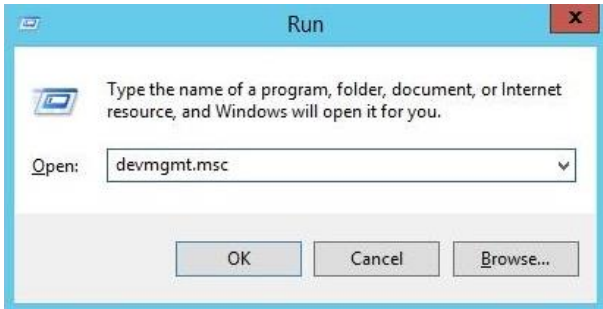 Run
x
Type the name of a program, folder, document, or Internet
resource, and Windows will open it for you.
Open:
devmgmt.msc
OK
Cancel
Browse...